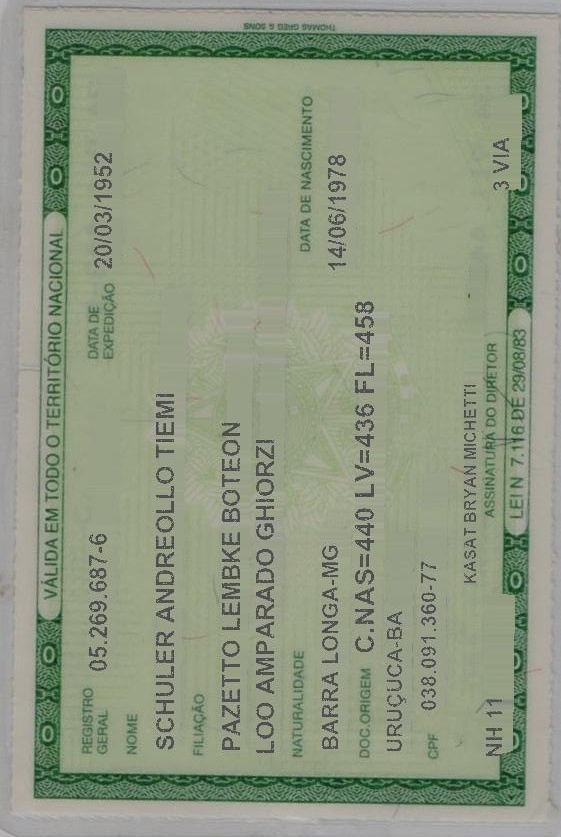 THOMAS GREG & SONS
VÁLIDA EM TODO O TERRITÓRIO NACIONAL
REGISTRO GERAL 05.269.687-6 DATA DE EXPEDIÇÃO 20/03/1952
NOME
SCHULER ANDREOLLO TIEMI
FILIAÇÃO
PAZETTO LEMBKE BOTEON
LOO AMPARADO GHIORZI
NATURALIDADE DATA DE NASCIMENTO
BARRA LONGA-MG 14/06/1978
DOC.ORIGEM C.NAS=440 LV=436 FL=458
URUÇUCA-BA
CPF 038.091.360-77
KASAT BRYAN MICHETTI
NH 11 ASSINATURA DO DIRETOR 3 VIA
LEI N 7.116 DE 29/08/83